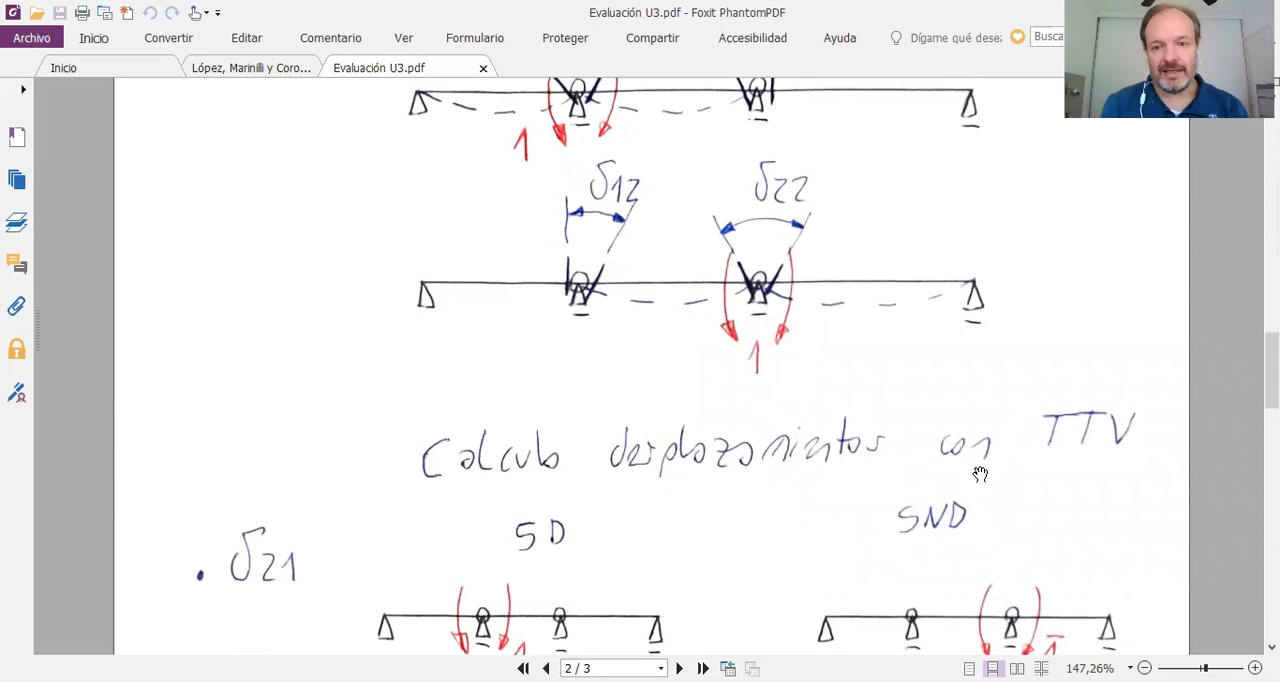 Evaluación U3.pdf - Foxit PhantomPDF
Archivo Inicio Convertir Editar Comentario Ver Formulario Proteger Compartir Accesibilidad Ayuda Dígame qué dese: Busca
Inicio López, Marinilli y Coro... Evaluación U3.pdf
1
δ12 δ22
1
Calculo desplazamientos con TTV
SD SND
. δ21
1 1
2 / 3 147,26%